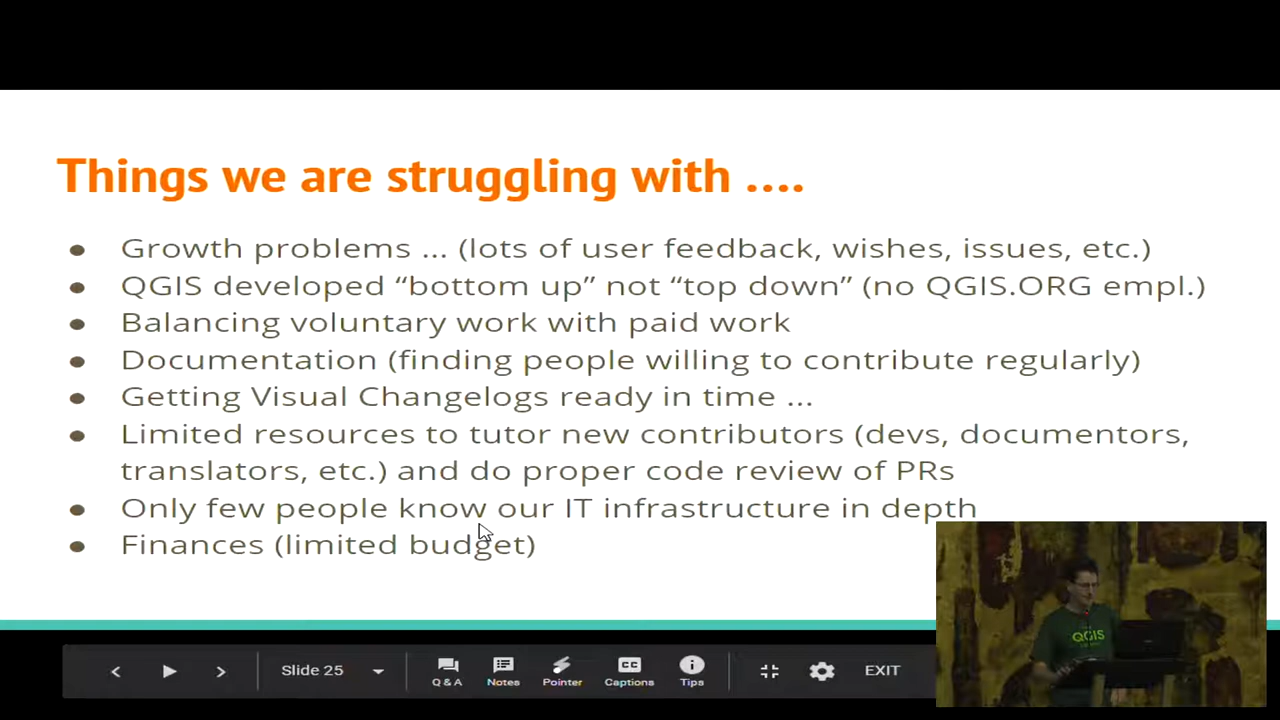 Things we are struggling with ....
● Growth problems ... (lots of user feedback, wishes, issues, etc.)
● QGIS developed “bottom up” not “top down” (no QGIS.ORG empl.)
● Balancing voluntary work with paid work
● Documentation (finding people willing to contribute regularly)
● Getting Visual Changelogs ready in time ...
● Limited resources to tutor new contributors (devs, documentors,
translators, etc.) and do proper code review of PRs
● Only few people know our IT infrastructure in depth
● Finances (limited budget)
QGIS
Slide 25
Q & A
Notes
Pointer
Captions
Tips
EXIT